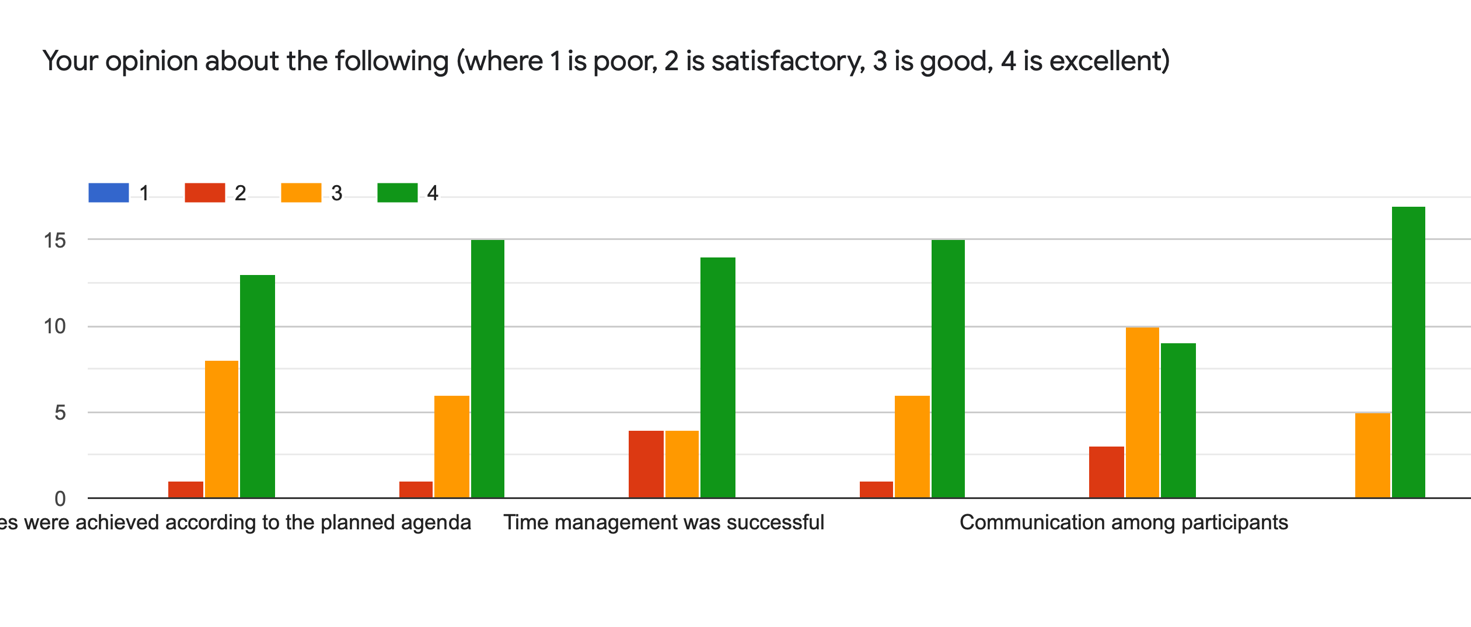 Your opinion about the following (where 1 is poor, 2 is satisfactory, 3 is good, 4 is excellent)
1 2 3 4
15
10
5
0
were achieved according to the planned agenda Time management was successful Communication among participants